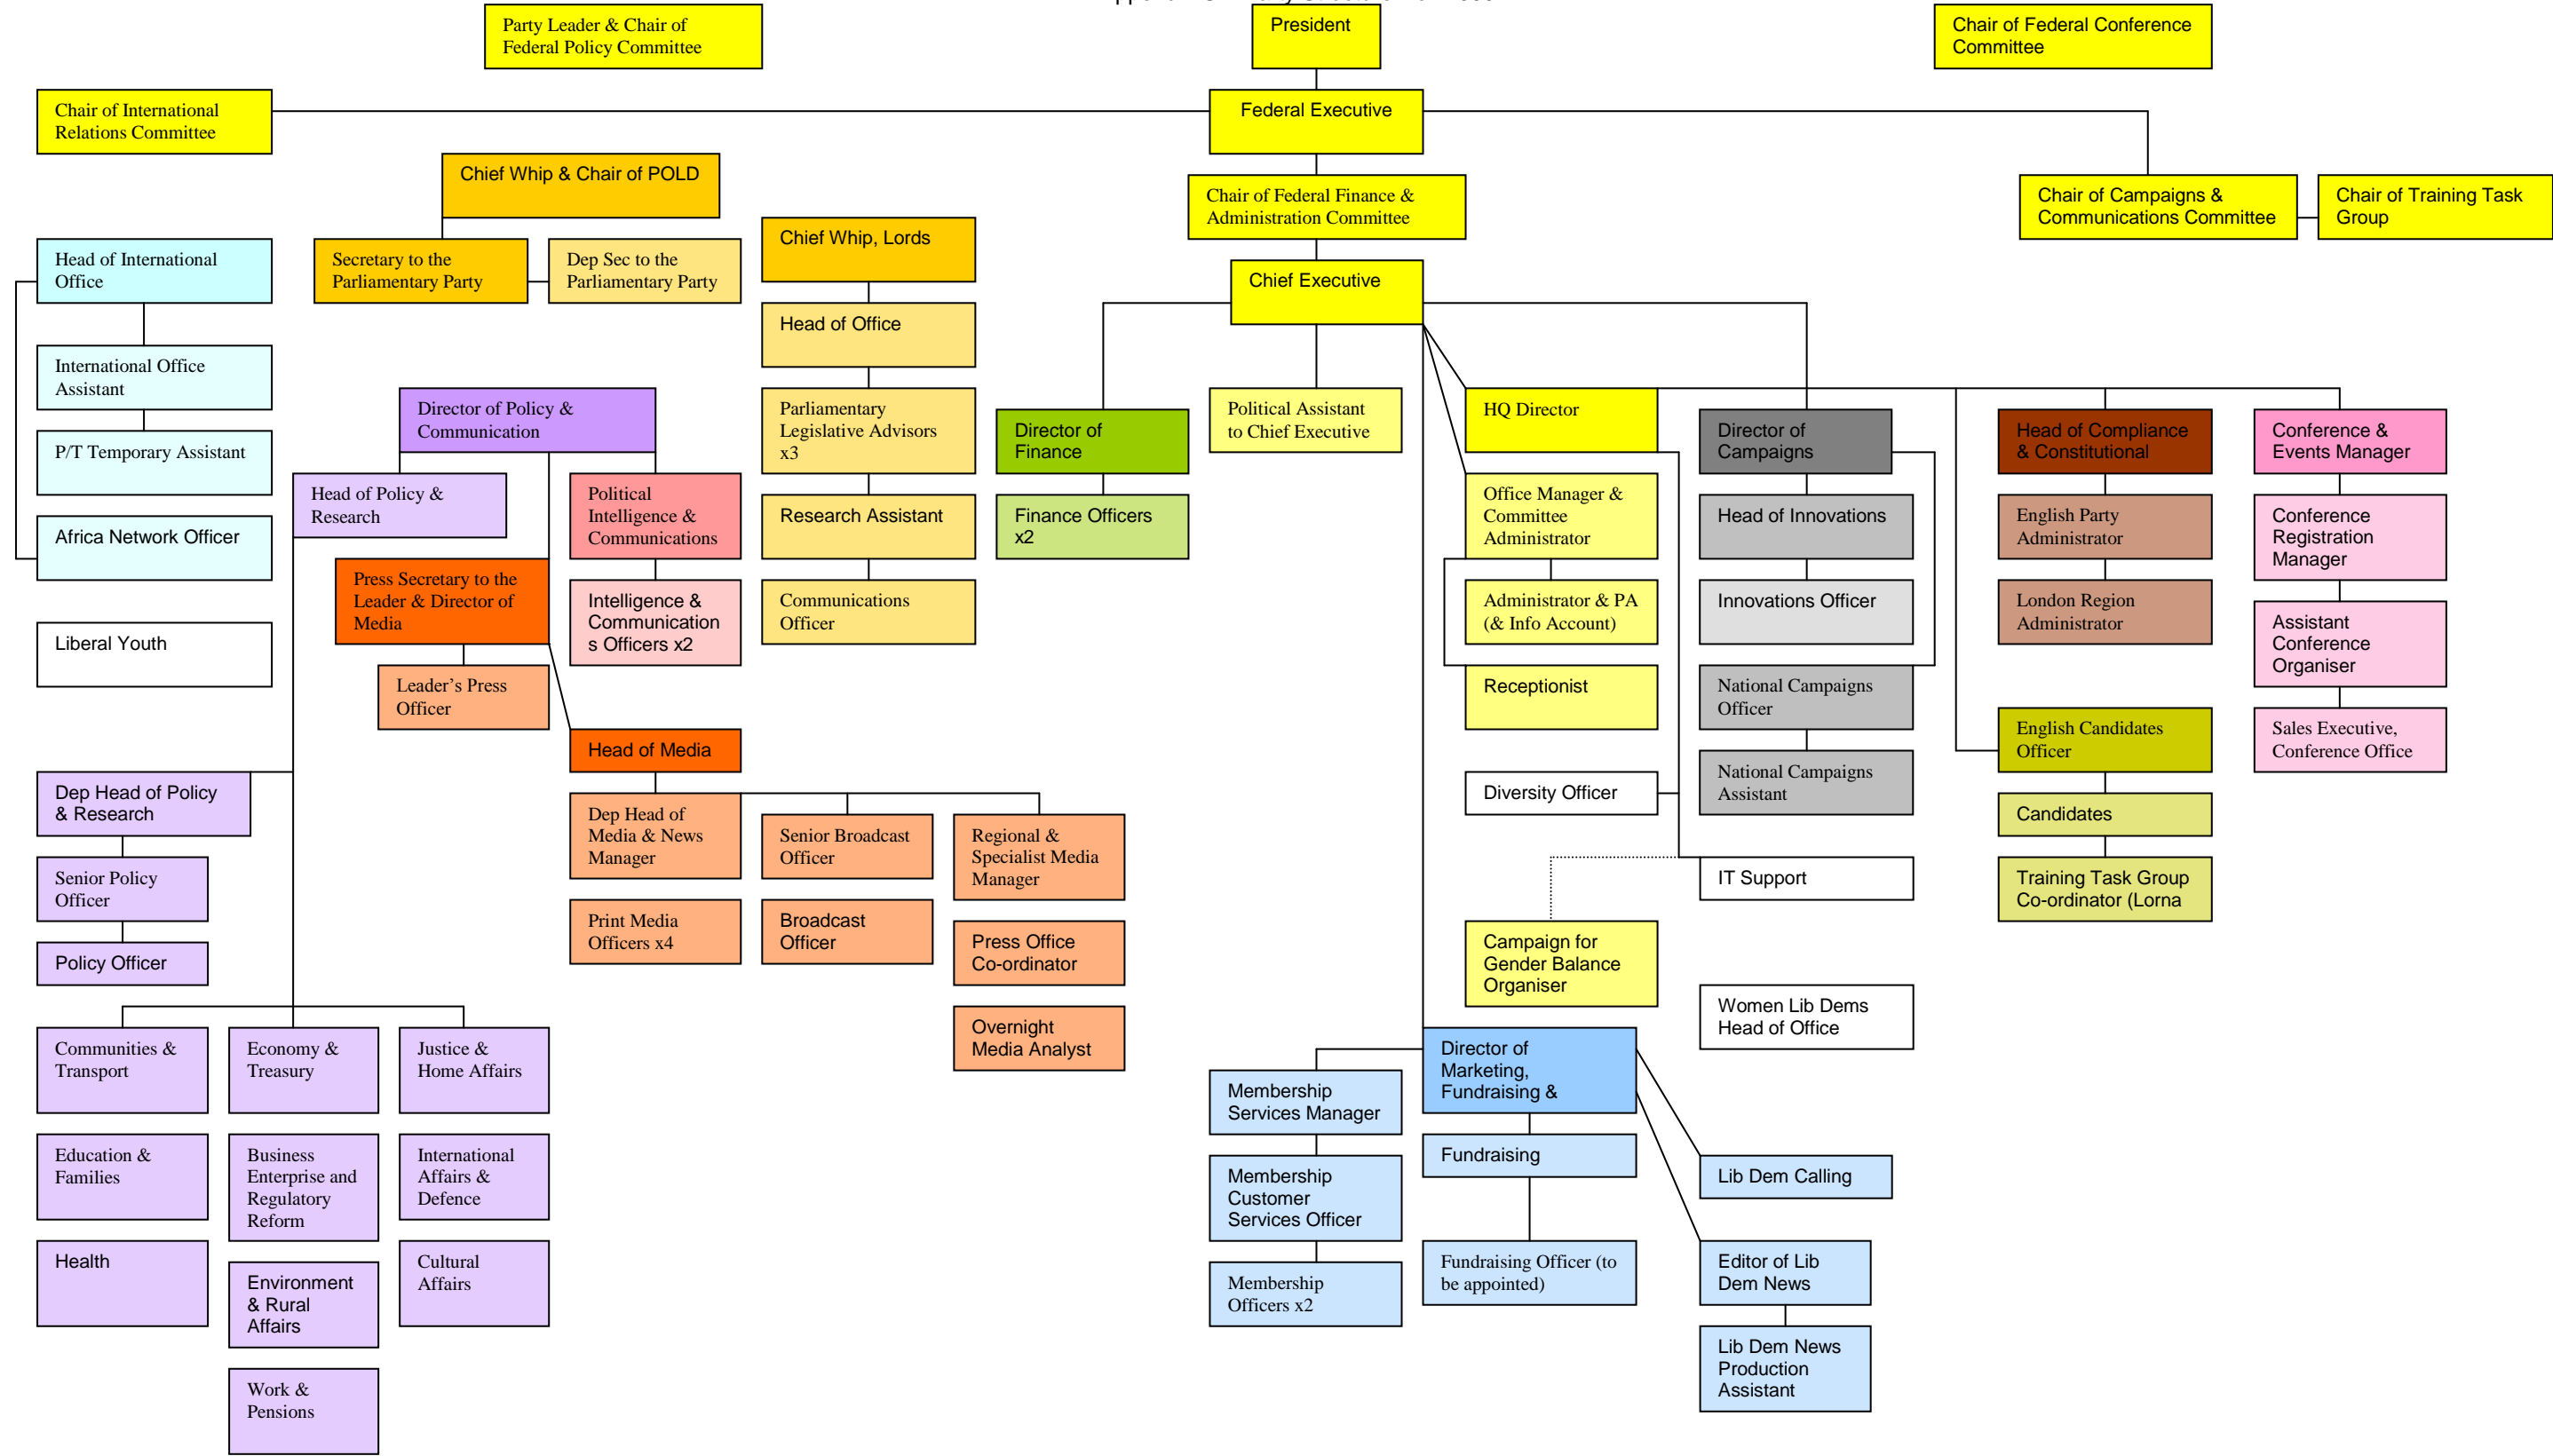 Party Leader & Chair of
Federal Policy Committee
President
Chair of Federal Conference
Committee
Chair of International
Relations Committee
Federal Executive
Chief Whip & Chair of POLD
Chair of Federal Finance &
Administration Committee
Chair of Campaigns &
Communications Committee
Chair of Training Task
Group
Head of International
Office
Secretary to the
Parliamentary Party
Dep Sec to the
Parliamentary Party
Chief Whip, Lords
Chief Executive
Head of Office
International Office
Assistant
P/T Temporary Assistant
Africa Network Officer
Liberal Youth
Director of Policy &
Communication
Head of Policy &
Research
Political
Intelligence &
Communications
Press Secretary to the
Leader & Director of
Media
Intelligence &
Communication
s Officers x2
Leader's Press
Officer
Head of Media
Parliamentary
Legislative Advisors
x3
Research Assistant
Communications
Officer
Director of
Finance
Finance Officers
x2
Political Assistant
to Chief Executive
HQ Director
Office Manager &
Committee
Administrator
Administrator & PA
(& Info Account)
Receptionist
Diversity Officer
Director of
Campaigns
Head of Innovations
Innovations Officer
National Campaigns
Officer
National Campaigns
Assistant
IT Support
Head of Compliance
& Constitutional
English Party
Administrator
London Region
Administrator
English Candidates
Officer
Candidates
Training Task Group
Co-ordinator (Lorna
Conference &
Events Manager
Conference
Registration
Manager
Assistant
Conference
Organiser
Sales Executive,
Conference Office
Dep Head of Policy
& Research
Senior Policy
Officer
Policy Officer
Dep Head of
Media & News
Manager
Senior Broadcast
Officer
Regional &
Specialist Media
Manager
Print Media
Officers x4
Broadcast
Officer
Press Office
Co-ordinator
Overnight
Media Analyst
Campaign for
Gender Balance
Organiser
Women Lib Dems
Head of Office
Communities &
Transport
Economy &
Treasury
Justice &
Home Affairs
Education &
Families
Business
Enterprise and
Regulatory
Reform
International
Affairs &
Defence
Health
Environment
& Rural
Affairs
Cultural
Affairs
Work &
Pensions
Director of
Marketing,
Fundraising &
Membership
Services Manager
Membership
Customer
Services Officer
Membership
Officers x2
Fundraising
Fundraising Officer (to
be appointed)
Lib Dem Calling
Editor of Lib
Dem News
Lib Dem News
Production
Assistant